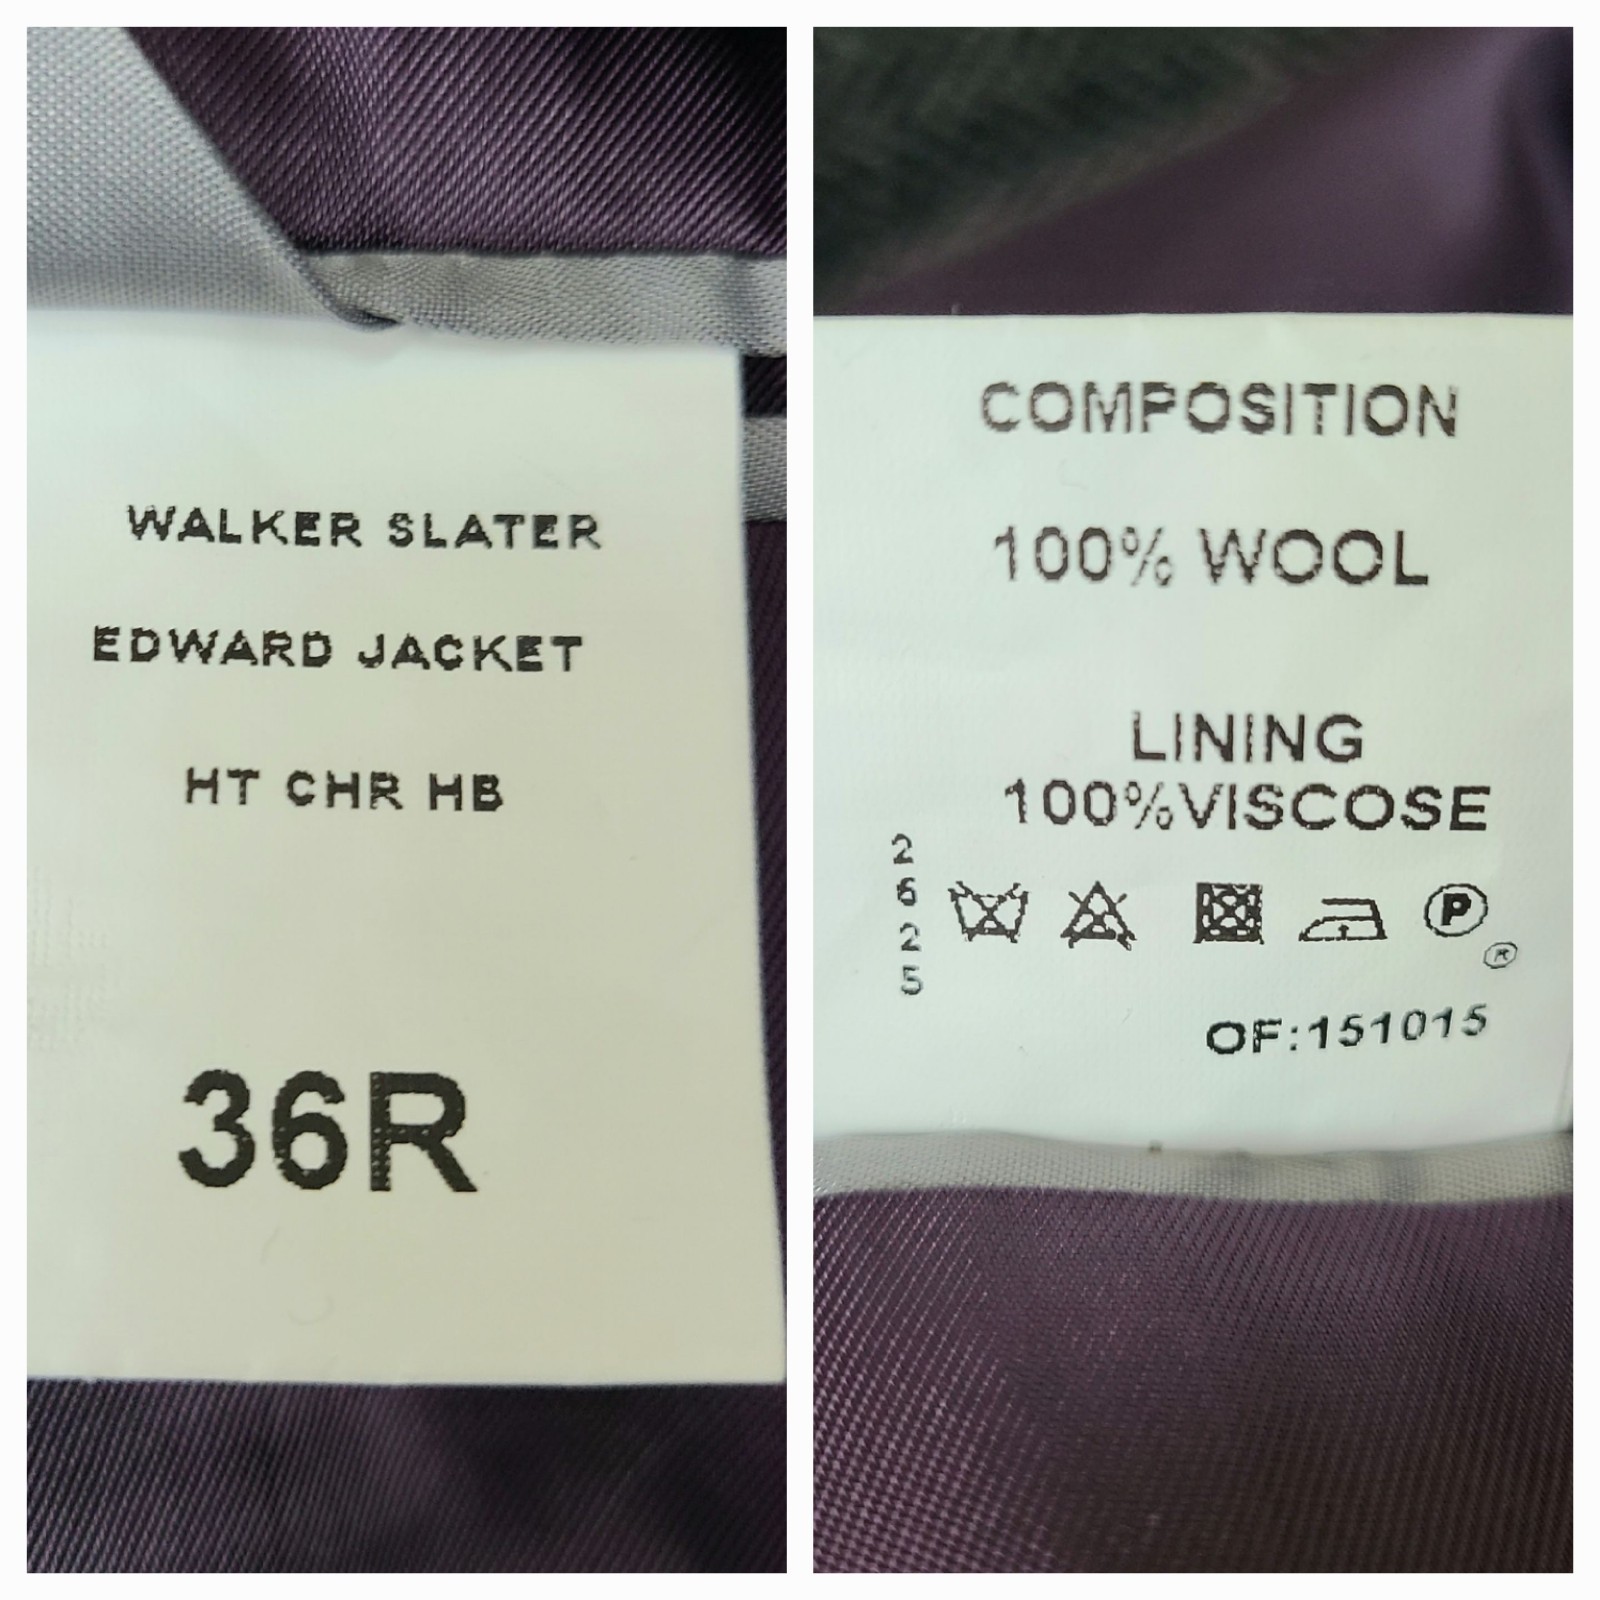 WALKER SLATER
EDWARD JACKET
HT CHR HB
36R
COMPOSITION
100% WOOL
LINING
100%VISCOSE
2
6
2
5
P
®
OF:151015